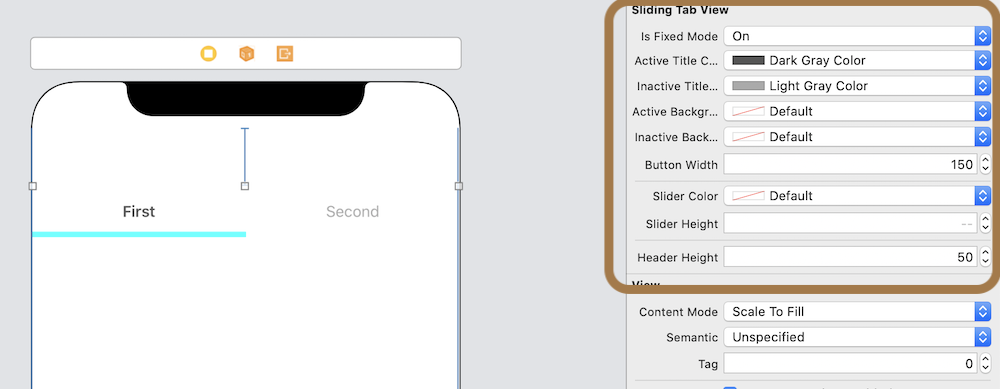 Sliding Tab View
Is Fixed Mode On
Active Title C... Dark Gray Color
Inactive Title... Light Gray Color
Active Backgr... Default
Inactive Back... Default
Button Width 150
Slider Color Default
Slider Height --
Header Height 50
View
Content Mode Scale To Fill
Semantic Unspecified
Tag 0
First Second